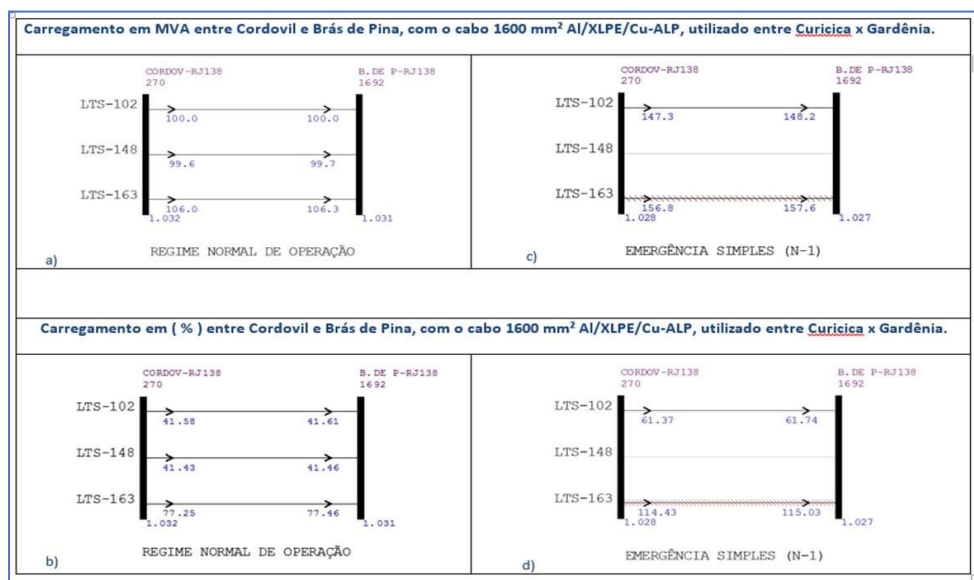 Carregamento em MVA entre Cordovil e Brás de Pina, com o cabo 1600 mm² Al/XLPE/Cu-ALP, utilizado entre Curicica x Gardênia.
CORDOV-RJ138
270
B.DE P-RJ138
1692
LTS-102
100.0
100.0
LTS-148
99.6
99.7
LTS-163
106.0
106.3
1.032
1.031
REGIME NORMAL DE OPERAÇÃO
a)
CORDOV-RJ138
270
B.DE P-RJ138
1692
LTS-102
147.3
148.2
LTS-148
LTS-163
156.8
157.6
1.028
1.027
EMERGÊNCIA SIMPLES (N-1)
c)
Carregamento em ( % ) entre Cordovil e Brás de Pina, com o cabo 1600 mm² Al/XLPE/Cu-ALP, utilizado entre Curicica x Gardênia.
CORDOV-RJ138
270
B.DE P-RJ138
1692
LTS-102
41.58
41.61
LTS-148
41.43
41.46
LTS-163
77.25
77.46
1.032
1.031
REGIME NORMAL DE OPERAÇÃO
b)
CORDOV-RJ138
270
B.DE P-RJ138
1692
LTS-102
61.37
61.74
LTS-148
LTS-163
114.43
115.03
1.028
1.027
EMERGÊNCIA SIMPLES (N-1)
d)